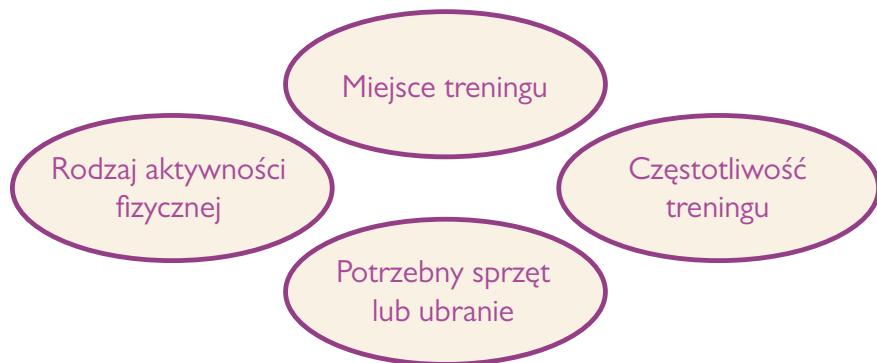 Miejsce treningu
Rodzaj aktywności
fizycznej
Częstotliwość
treningu
Potrzebny sprzęt
lub ubranie